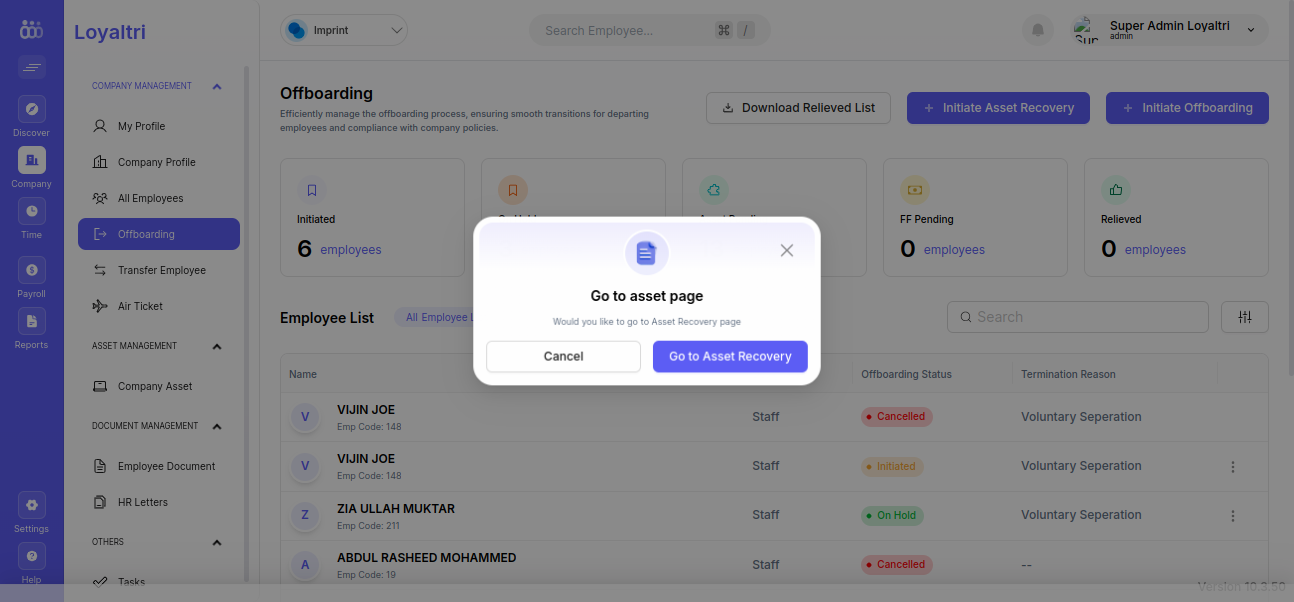 Loyaltri
Imprint
Search Employee...
⌘ /
Super Admin Loyaltri
admin
Discover
Company
Time
Payroll
Reports
Settings
Help
COMPANY MANAGEMENT
My Profile
Company Profile
All Employees
Offboarding
Transfer Employee
Air Ticket
ASSET MANAGEMENT
Company Asset
DOCUMENT MANAGEMENT
Employee Document
HR Letters
OTHERS
Tasks
Offboarding
Efficiently manage the offboarding process, ensuring smooth transitions for departing
employees and compliance with company policies.
Download Relieved List
Initiate Asset Recovery
Initiate Offboarding
Initiated
6 employees
FF Pending
0 employees
Relieved
0 employees
Go to asset page
Would you like to go to Asset Recovery page
Cancel
Go to Asset Recovery
Employee List
All Employee
Search
Name
Offboarding Status
Termination Reason
VIJIN JOE
Emp Code: 148
Staff
Cancelled
Voluntary Seperation
VIJIN JOE
Emp Code: 148
Staff
Initiated
Voluntary Seperation
ZIA ULLAH MUKTAR
Emp Code: 211
Staff
On Hold
Voluntary Seperation
ABDUL RASHEED MOHAMMED
Emp Code: 19
Staff
Cancelled
--
V
V
Z
A
Version 10.3.50